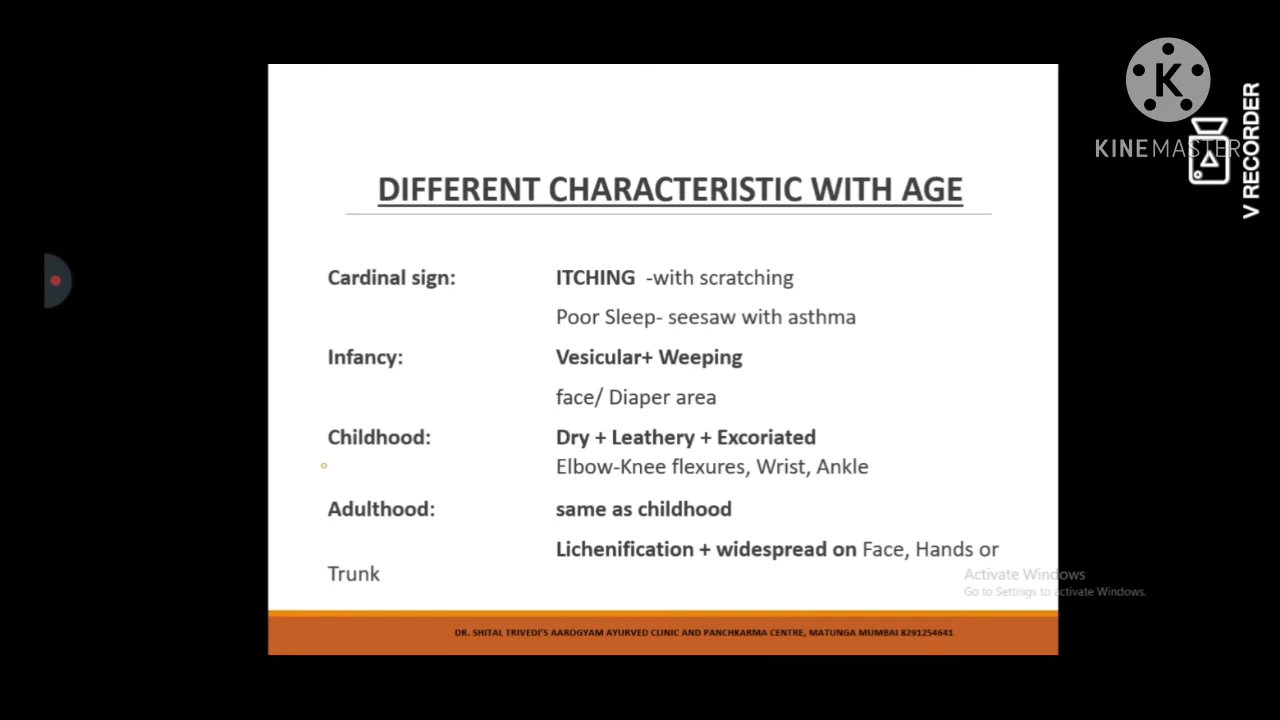 K
KINEMASTER
V RECORDER
DIFFERENT CHARACTERISTIC WITH AGE
Cardinal sign: ITCHING -with scratching
Poor Sleep- seesaw with asthma
Infancy: Vesicular+ Weeping
face/ Diaper area
Childhood: Dry + Leathery + Excoriated
Elbow-Knee flexures, Wrist, Ankle
Adulthood: same as childhood
Lichenification + widespread on Face, Hands or
Trunk
Activate Windows
Go to Settings to activate Windows.
DR. SHITAL TRIVEDI'S AAROGYAM AYURVED CLINIC AND PANCHKARMA CENTRE, MATUNGA MUMBAI 8291254641